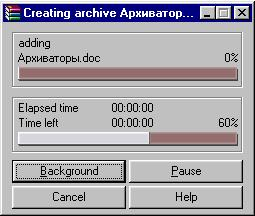 Creating archive Архиватор...
adding
Архиваторы.doc 0%
Elapsed time 00:00:00
Time left 00:00:00 60%
Background Pause
Cancel Help